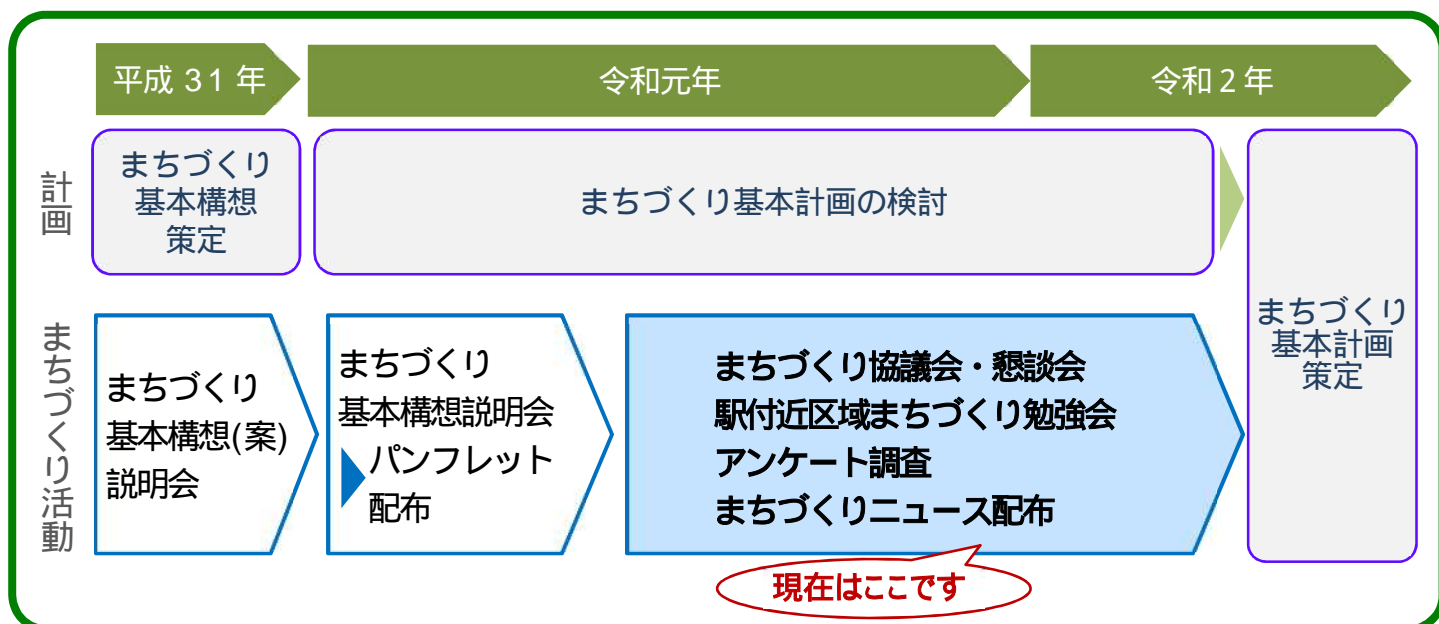 平成 31 年
令和元年
令和2年
計画
まちづくり
基本構想
策定
まちづくり基本計画の検討
まちづくり
基本計画
策定
まちづくり活動
まちづくり
基本構想(案)
説明会
まちづくり
基本構想説明会
パンフレット
配布
まちづくり協議会・懇談会
駅付近区域まちづくり勉強会
アンケート調査
まちづくりニュース配布
現在はここです